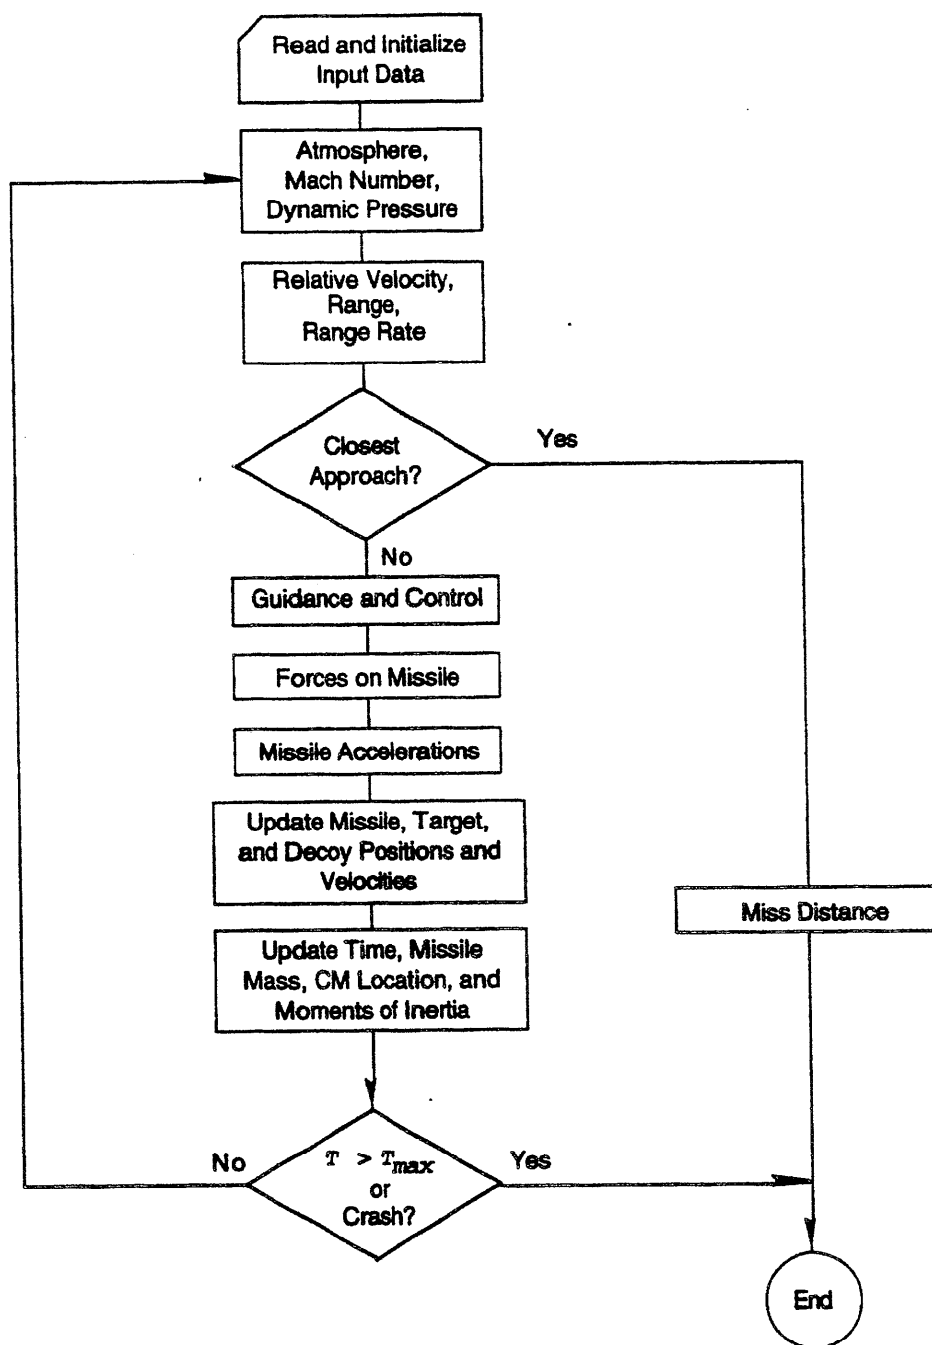 Read and Initialize
Input Data
Atmosphere,
Mach Number,
Dynamic Pressure
Relative Velocity,
Range,
Range Rate
Closest
Approach?
Yes
No
Guidance and Control
Forces on Missile
Missile Accelerations
Update Missile, Target,
and Decoy Positions and
Velocities
Miss Distance
Update Time, Missile
Mass, CM Location, and
Moments of Inertia
No
T > Tmax
or
Crash?
Yes
End